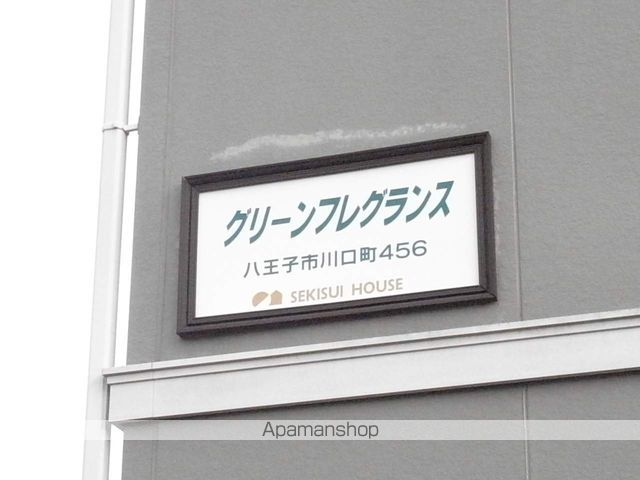 グリーンフレグランス
八王子市川口町456
SEKISUI HOUSE
Apamanshop